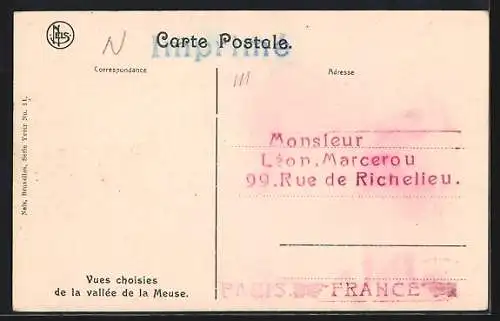 NELS
N
Carte Postale.
Imprimé
Correspondance
Adresse
Monsieur
Léon. Marcerou
99. Rue de Richelieu.
PARIS. FRANCE
Nels, Bruxelles, Série Yvoir No. 51.
Vues choisies
de la vallée de la Meuse.